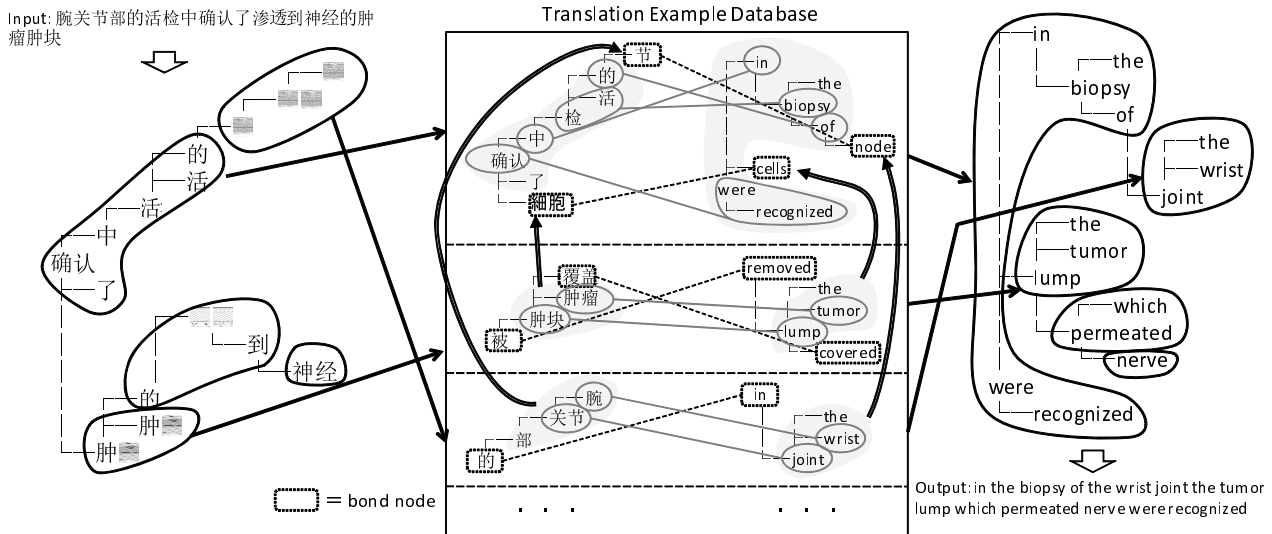 Input: 腕关节部的活检中确认了渗透到神经的肿
瘤肿块
的
活
活
中
确认
了
到
神经
的
肿
肿
Translation Example Database
节
的
活
检
中
确认
了
細胞
in
the
biopsy
of
node
cells
were
recognized
覆盖
肿瘤
肿块
被
removed
the
tumor
lump
covered
腕
关节
部
的
in
the
wrist
joint
. . .
. . .
= bond node
in
the
biopsy
of
the
wrist
joint
the
tumor
lump
which
permeated
nerve
were
recognized
Output: in the biopsy of the wrist joint the tumor
lump which permeated nerve were recognized